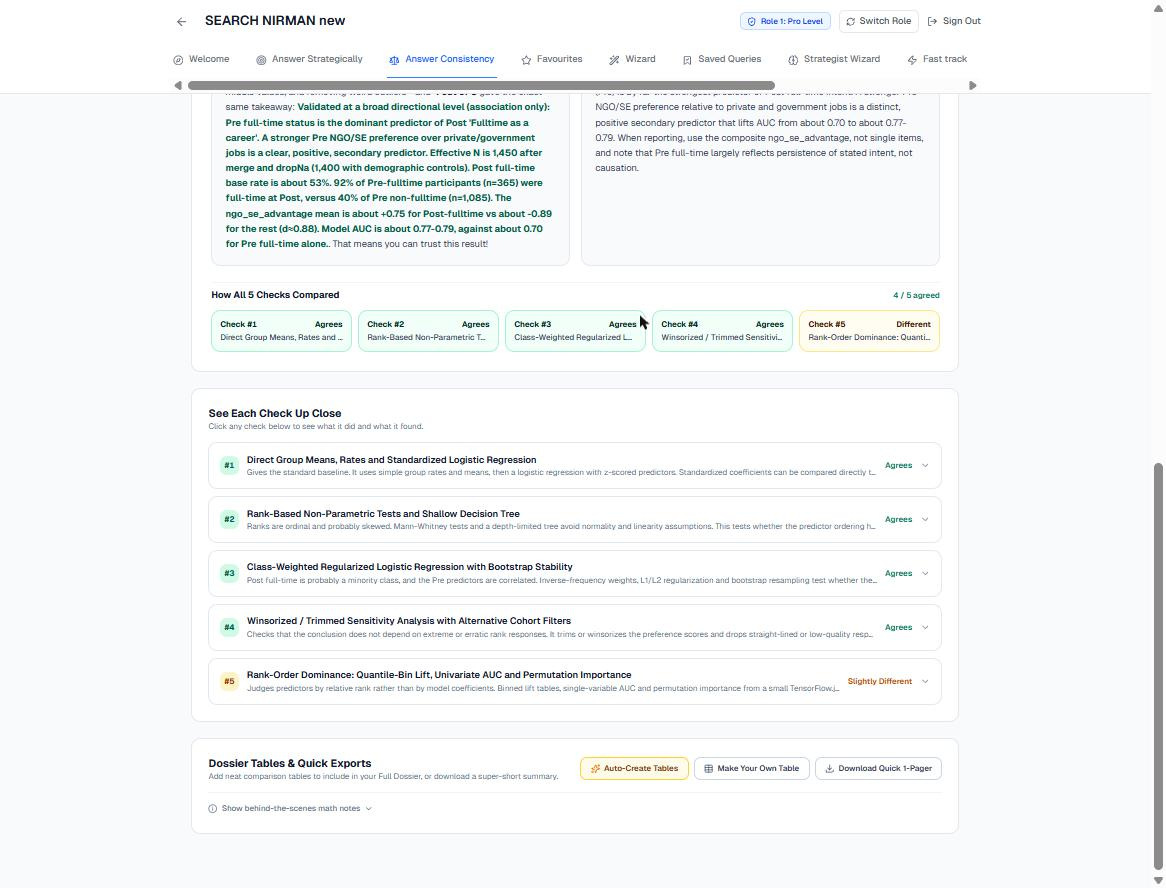 SEARCH NIRMAN new
Role 1: Pro Level
Switch Role
Sign Out
Welcome
Answer Strategically
Answer Consistency
Favourites
Wizard
Saved Queries
Strategist Wizard
Fast track
same takeaway: Validated at a broad directional level (association only):
Pre full-time status is the dominant predictor of Post 'Fulltime as a
career'. A stronger Pre NGO/SE preference over private/government
jobs is a clear, positive, secondary predictor. Effective N is 1,450 after
merge and dropNa (1,400 with demographic controls). Post full-time
base rate is about 53%. 92% of Pre-fulltime participants (n=365) were
full-time at Post, versus 40% of Pre non-fulltime (n=1,085). The
ngo_se_advantage mean is about +0.75 for Post-fulltime vs about -0.89
for the rest (d≈0.88). Model AUC is about 0.77-0.79, against about 0.70
for Pre full-time alone.. That means you can trust this result!
NGO/SE preference relative to private and government jobs is a distinct,
positive secondary predictor that lifts AUC from about 0.70 to about 0.77-
0.79. When reporting, use the composite ngo_se_advantage, not single items,
and note that Pre full-time largely reflects persistence of stated intent, not
causation.
How All 5 Checks Compared
4 / 5 agreed
Check #1 Agrees
Direct Group Means, Rates and ...
Check #2 Agrees
Rank-Based Non-Parametric T...
Check #3 Agrees
Class-Weighted Regularized L...
Check #4 Agrees
Winsorized / Trimmed Sensitivi...
Check #5 Different
Rank-Order Dominance: Quanti...
See Each Check Up Close
Click any check below to see what it did and what it found.
#1
Direct Group Means, Rates and Standardized Logistic Regression
Gives the standard baseline. It uses simple group rates and means, then a logistic regression with z-scored predictors. Standardized coefficients can be compared directly t...
Agrees
#2
Rank-Based Non-Parametric Tests and Shallow Decision Tree
Ranks are ordinal and probably skewed. Mann-Whitney tests and a depth-limited tree avoid normality and linearity assumptions. This tests whether the predictor ordering h...
Agrees
#3
Class-Weighted Regularized Logistic Regression with Bootstrap Stability
Post full-time is probably a minority class, and the Pre predictors are correlated. Inverse-frequency weights, L1/L2 regularization and bootstrap resampling test whether the...
Agrees
#4
Winsorized / Trimmed Sensitivity Analysis with Alternative Cohort Filters
Checks that the conclusion does not depend on extreme or erratic rank responses. It trims or winsorizes the preference scores and drops straight-lined or low-quality resp...
Agrees
#5
Rank-Order Dominance: Quantile-Bin Lift, Univariate AUC and Permutation Importance
Judges predictors by relative rank rather than by model coefficients. Binned lift tables, single-variable AUC and permutation importance from a small TensorFlow.j...
Slightly Different
Dossier Tables & Quick Exports
Add neat comparison tables to include in your Full Dossier, or download a super-short summary.
Auto-Create Tables
Make Your Own Table
Download Quick 1-Pager
Show behind-the-scenes math notes